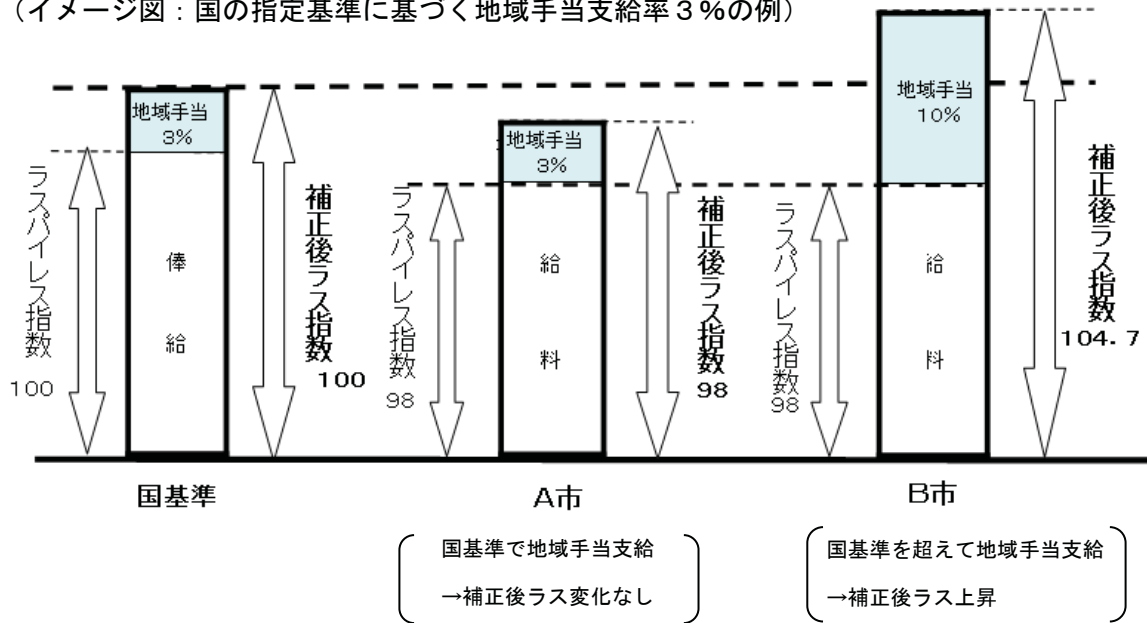 （イメージ図：国の指定基準に基づく地域手当支給率３％の例）
地域手当
3%
俸
給
ラスパイレス指数
100
補正後ラス指数
100
国基準
地域手当
3%
給
料
ラスパイレス指数
98
補正後ラス指数
98
A市
国基準で地域手当支給
→補正後ラス変化なし
地域手当
10%
給
料
ラスパイレス指数
98
補正後ラス指数
104.7
B市
国基準を超えて地域手当支給
→補正後ラス上昇